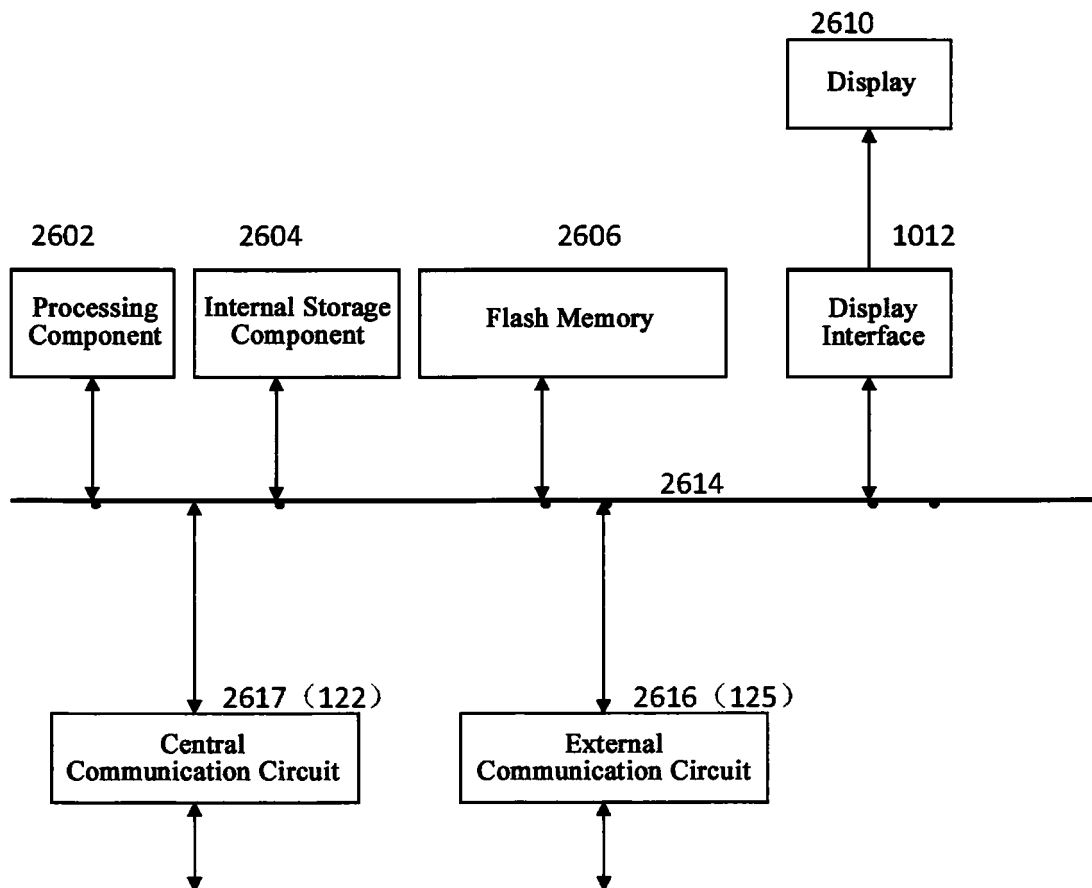 2610
Display
2602
2604
2606
1012
Processing
Component
Internal Storage
Component
Flash Memory
Display
Interface
2614
2617（122）
2616（125）
Central
Communication Circuit
External
Communication Circuit